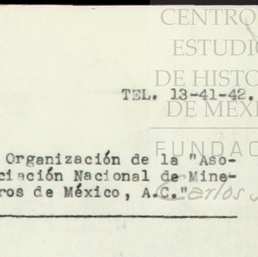 CENTRO
ESTUDIO
DE HISTO
DE MEXI
FUNDAC
Carlos S
TEL. 13-41-42.
Organización de la "Aso-
ciación Nacional de Mine-
ros de México, A.C."